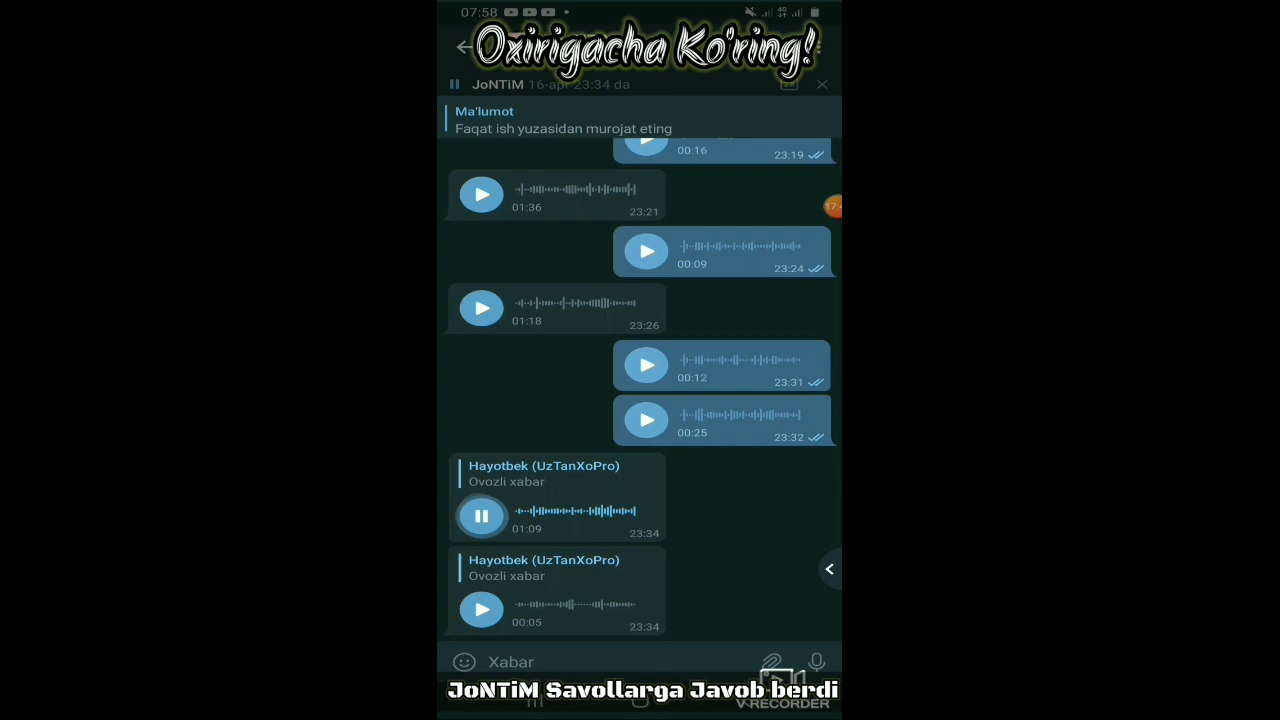 07:58
Oxirigacha Ko'ring!
JoNTiM 16-apr 23:34 da
Ma'lumot
Faqat ish yuzasidan murojat eting
00:16 23:19
01:36 23:21
00:09 23:24
01:18 23:26
00:12 23:31
00:25 23:32
Hayotbek (UzTanXoPro)
Ovozli xabar
01:09 23:34
Hayotbek (UzTanXoPro)
Ovozli xabar
00:05 23:34
Xabar
JoNTiM Savollarga Javob berdi
V RECORDER